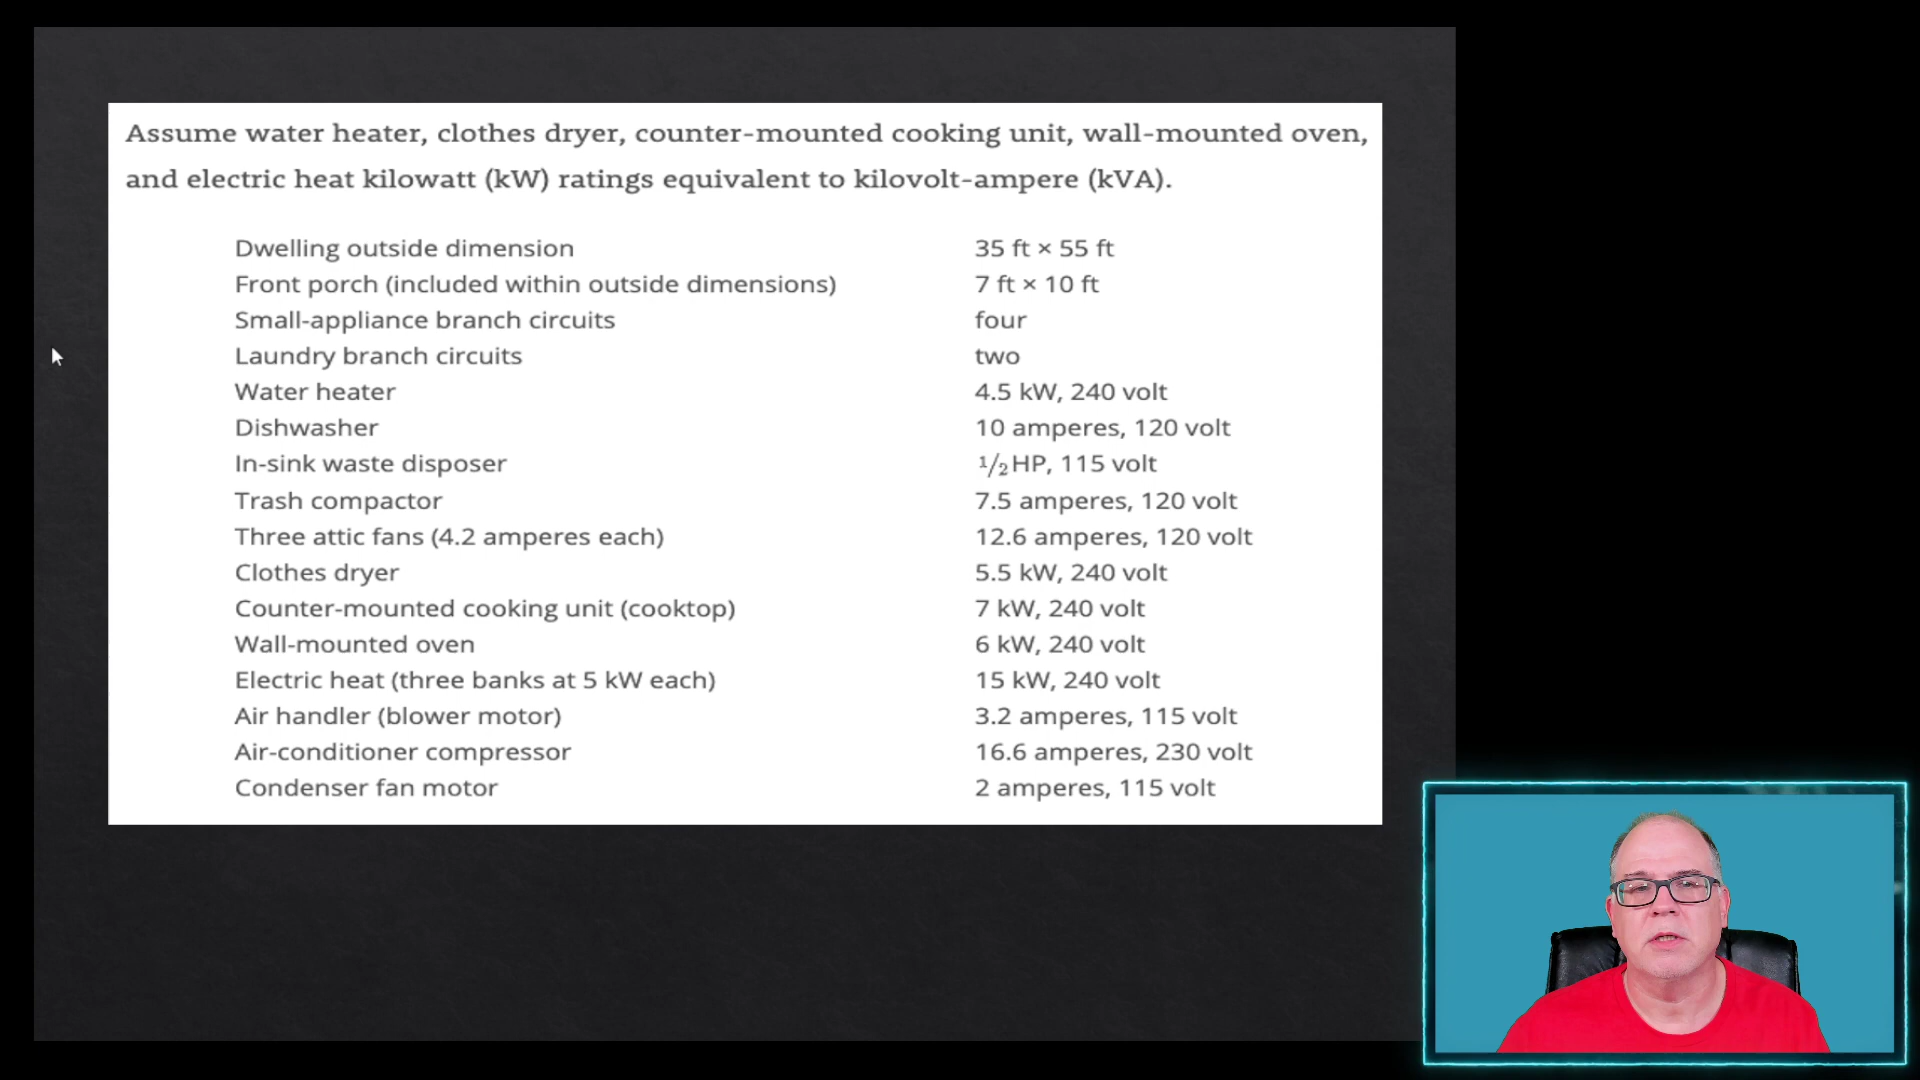 Assume water heater, clothes dryer, counter-mounted cooking unit, wall-mounted oven,
and electric heat kilowatt (kW) ratings equivalent to kilovolt-ampere (kVA).
Dwelling outside dimension 35 ft × 55 ft
Front porch (included within outside dimensions) 7 ft × 10 ft
Small-appliance branch circuits four
Laundry branch circuits two
Water heater 4.5 kW, 240 volt
Dishwasher 10 amperes, 120 volt
In-sink waste disposer 1/2 HP, 115 volt
Trash compactor 7.5 amperes, 120 volt
Three attic fans (4.2 amperes each) 12.6 amperes, 120 volt
Clothes dryer 5.5 kW, 240 volt
Counter-mounted cooking unit (cooktop) 7 kW, 240 volt
Wall-mounted oven 6 kW, 240 volt
Electric heat (three banks at 5 kW each) 15 kW, 240 volt
Air handler (blower motor) 3.2 amperes, 115 volt
Air-conditioner compressor 16.6 amperes, 230 volt
Condenser fan motor 2 amperes, 115 volt